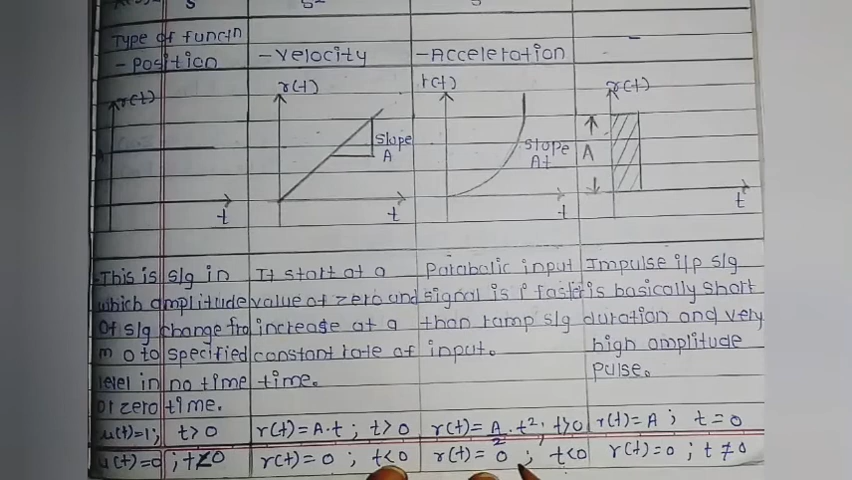 Type of functn
- Position - Velocity - Acceleration -
r(t) r(t) r(t) r(t)
slope
A
slope
At
A
t t t t
This is slg in
which amplitude
of slg change fro
m 0 to specified
level in no time
or zero time.
It start at a
value of zero and
increase at a
constant rate of
time.
Parabolic input
signal is faster
than ramp slg
input.
Impulse i/p slg
is basically short
duration and very
high amplitude
pulse.
u(t)=1; t>0 r(t)=A.t ; t>0 r(t)=A/2.t², t>0 r(t)=A ; t=0
u(t)=0 ; t<0 r(t)=0 ; t<0 r(t)=0 ; t<0 r(t)=0 ; t≠0